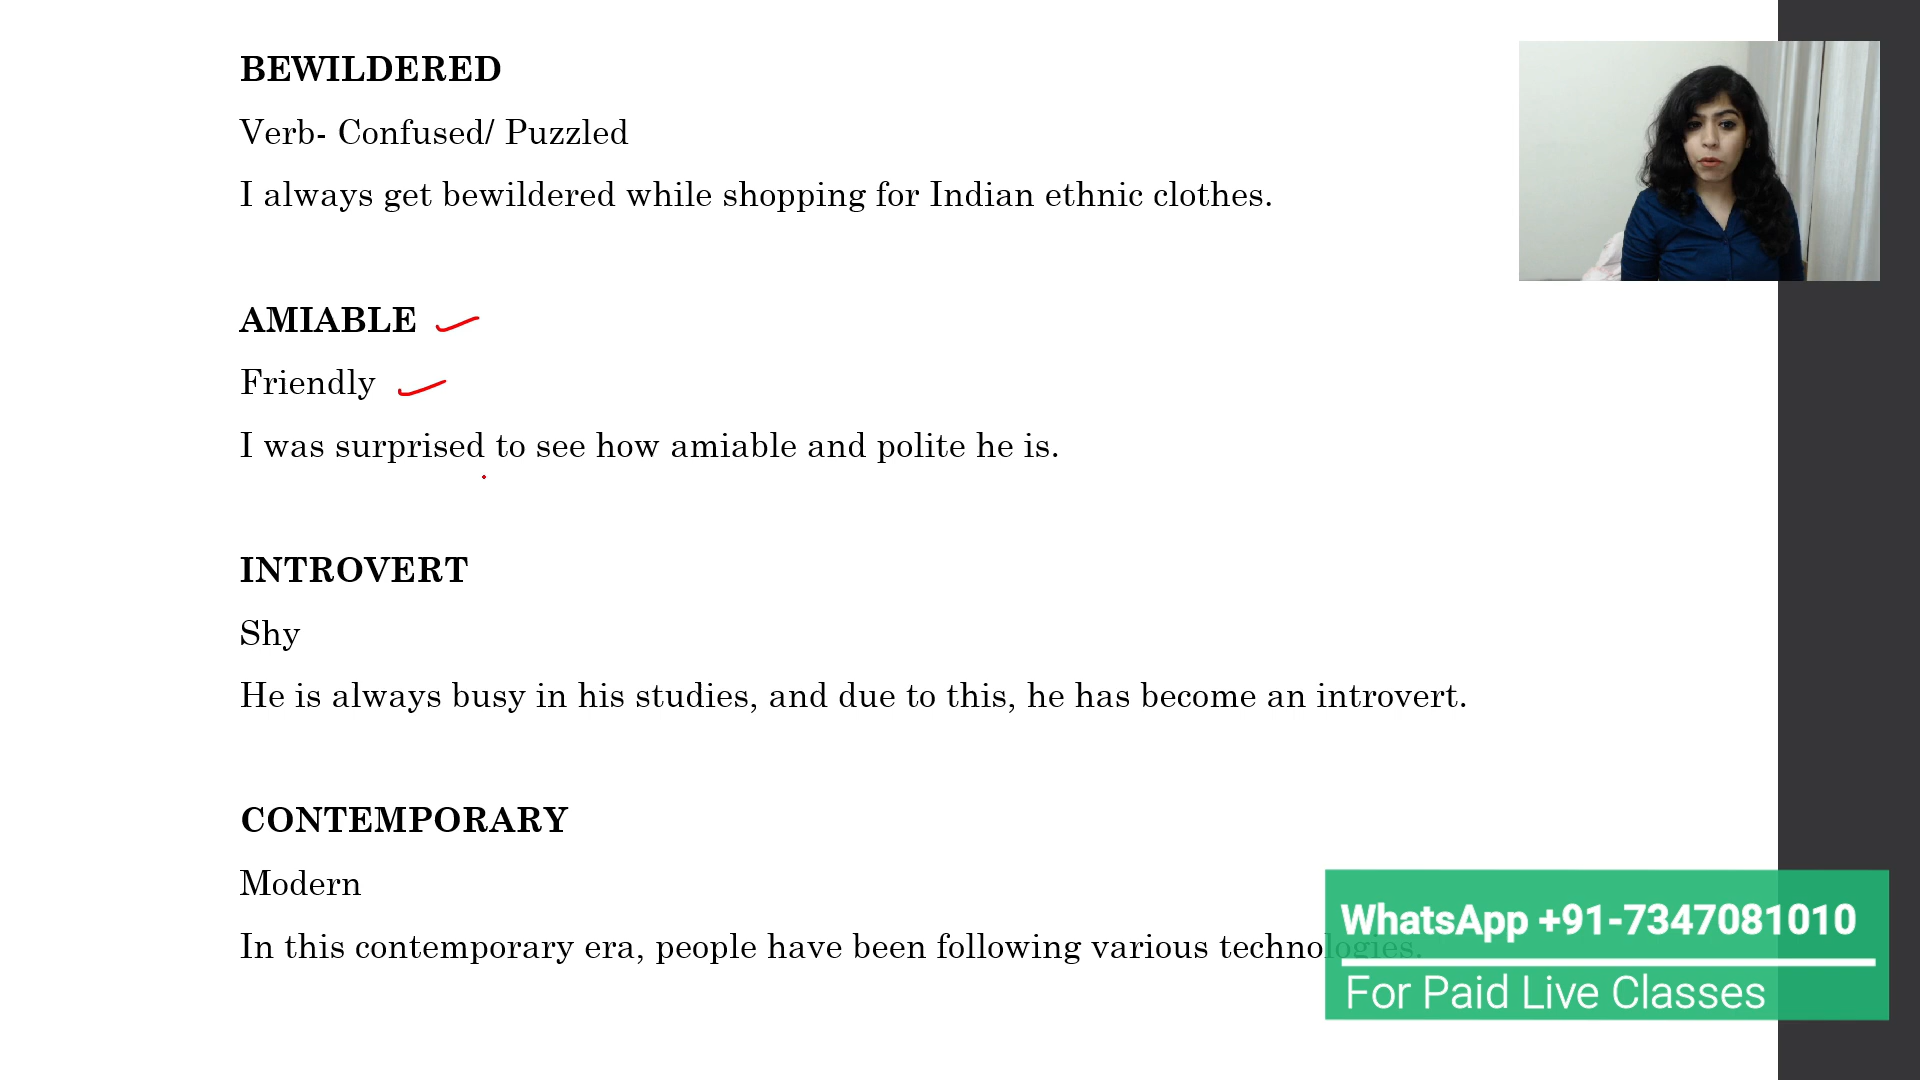 BEWILDERED
Verb- Confused/ Puzzled
I always get bewildered while shopping for Indian ethnic clothes.
AMIABLE
Friendly
I was surprised to see how amiable and polite he is.
INTROVERT
Shy
He is always busy in his studies, and due to this, he has become an introvert.
CONTEMPORARY
Modern
In this contemporary era, people have been following various technologies.
WhatsApp +91-7347081010
For Paid Live Classes